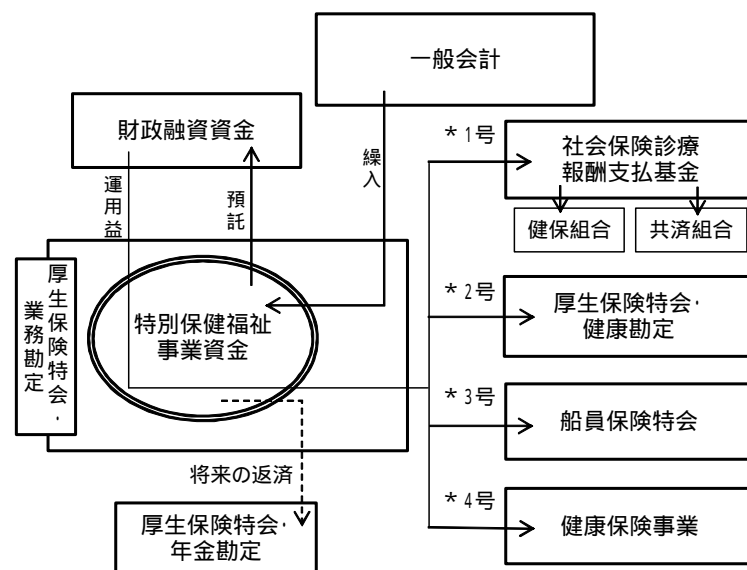 一般会計
財政融資資金
繰入
運用益
預託
*1号
社会保険診療
報酬支払基金
健保組合
共済組合
厚生保険特会・
業務勘定
特別保健福祉
事業資金
*2号
厚生保険特会・
健康勘定
*3号
船員保険特会
将来の返済
*4号
健康保険事業
厚生保険特会・
年金勘定